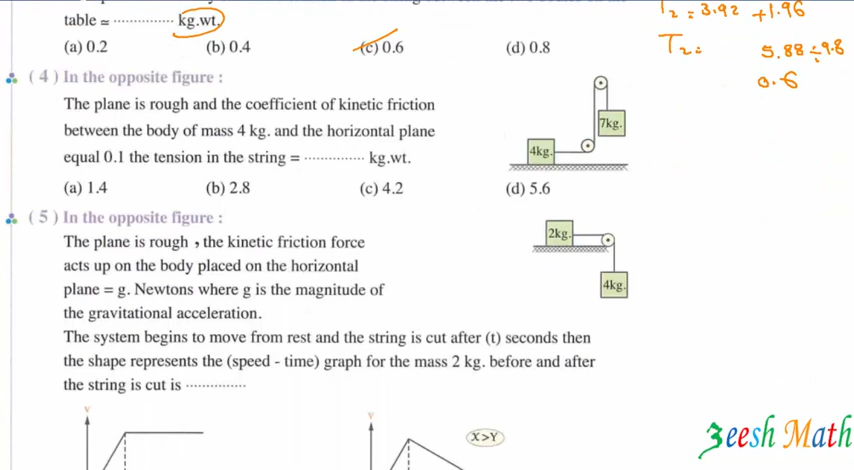 table ≃ ................ kg.wt.
(a) 0.2 (b) 0.4 (c) 0.6 (d) 0.8
T₂ = 3.92 + 1.96
T₂ = 5.88 ÷ 9.8
0.6
( 4 ) In the opposite figure :
The plane is rough and the coefficient of kinetic friction
between the body of mass 4 kg. and the horizontal plane
equal 0.1 the tension in the string = ................ kg.wt.
7kg.
4kg.
(a) 1.4 (b) 2.8 (c) 4.2 (d) 5.6
( 5 ) In the opposite figure :
The plane is rough , the kinetic friction force
acts up on the body placed on the horizontal
plane = g. Newtons where g is the magnitude of
the gravitational acceleration.
2kg.
4kg.
The system begins to move from rest and the string is cut after (t) seconds then
the shape represents the (speed - time) graph for the mass 2 kg. before and after
the string is cut is ................
V
V
X>Y
Zeesh Math